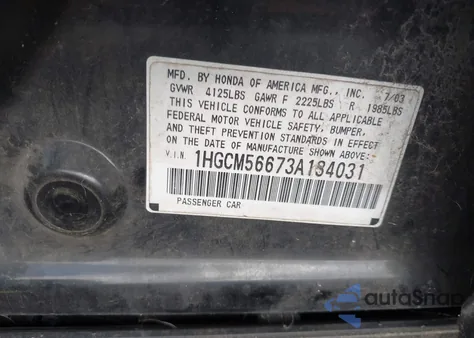 MFD. BY HONDA OF AMERICA MFG., INC. 7/03
GVWR 4125LBS GAWR F 2225LBS R 1985LBS
THIS VEHICLE CONFORMS TO ALL APPLICABLE
FEDERAL MOTOR VEHICLE SAFETY, BUMPER,
AND THEFT PREVENTION STANDARDS IN EFFECT
ON THE DATE OF MANUFACTURE SHOWN ABOVE.
V.I.N. 1HGCM56673A134031
PASSENGER CAR
autoSnap